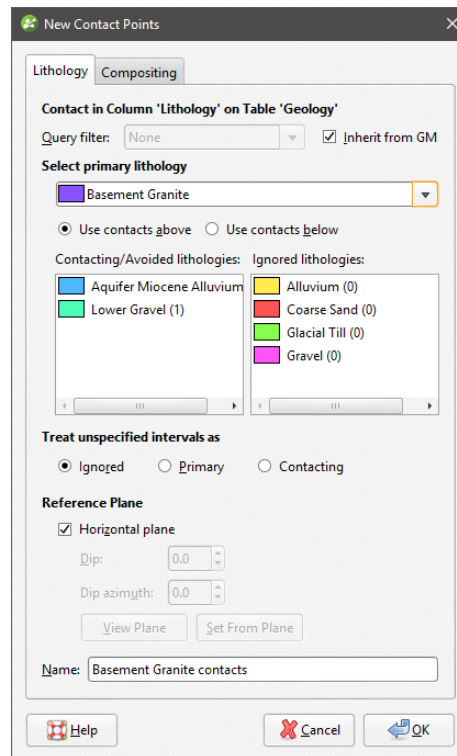 New Contact Points
Lithology Compositing
Contact in Column 'Lithology' on Table 'Geology'
Query filter: None Inherit from GM
Select primary lithology
Basement Granite
Use contacts above Use contacts below
Contacting/Avoided lithologies: Ignored lithologies:
Aquifer Miocene Alluvium Alluvium (0)
Lower Gravel (1) Coarse Sand (0)
Glacial Till (0)
Gravel (0)
Treat unspecified intervals as
Ignored Primary Contacting
Reference Plane
Horizontal plane
Dip: 0.0
Dip azimuth: 0.0
View Plane Set From Plane
Name: Basement Granite contacts
Help Cancel OK